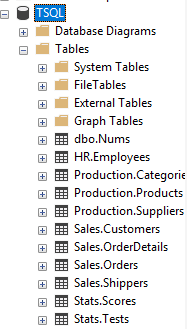 TSQL
Database Diagrams
Tables
System Tables
FileTables
External Tables
Graph Tables
dbo.Nums
HR.Employees
Production.Categorie
Production.Products
Production.Suppliers
Sales.Customers
Sales.OrderDetails
Sales.Orders
Sales.Shippers
Stats.Scores
Stats.Tests